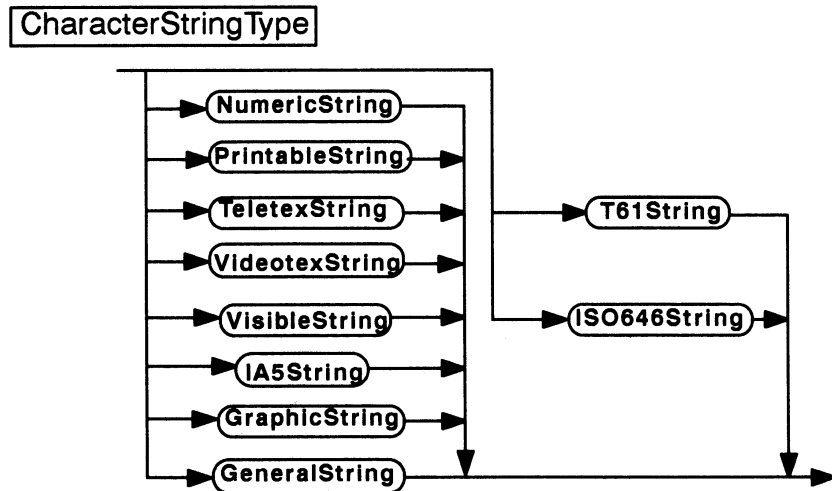 CharacterStringType
NumericString
PrintableString
TeletexString
VideotexString
VisibleString
IA5String
GraphicString
GeneralString
T61String
ISO646String